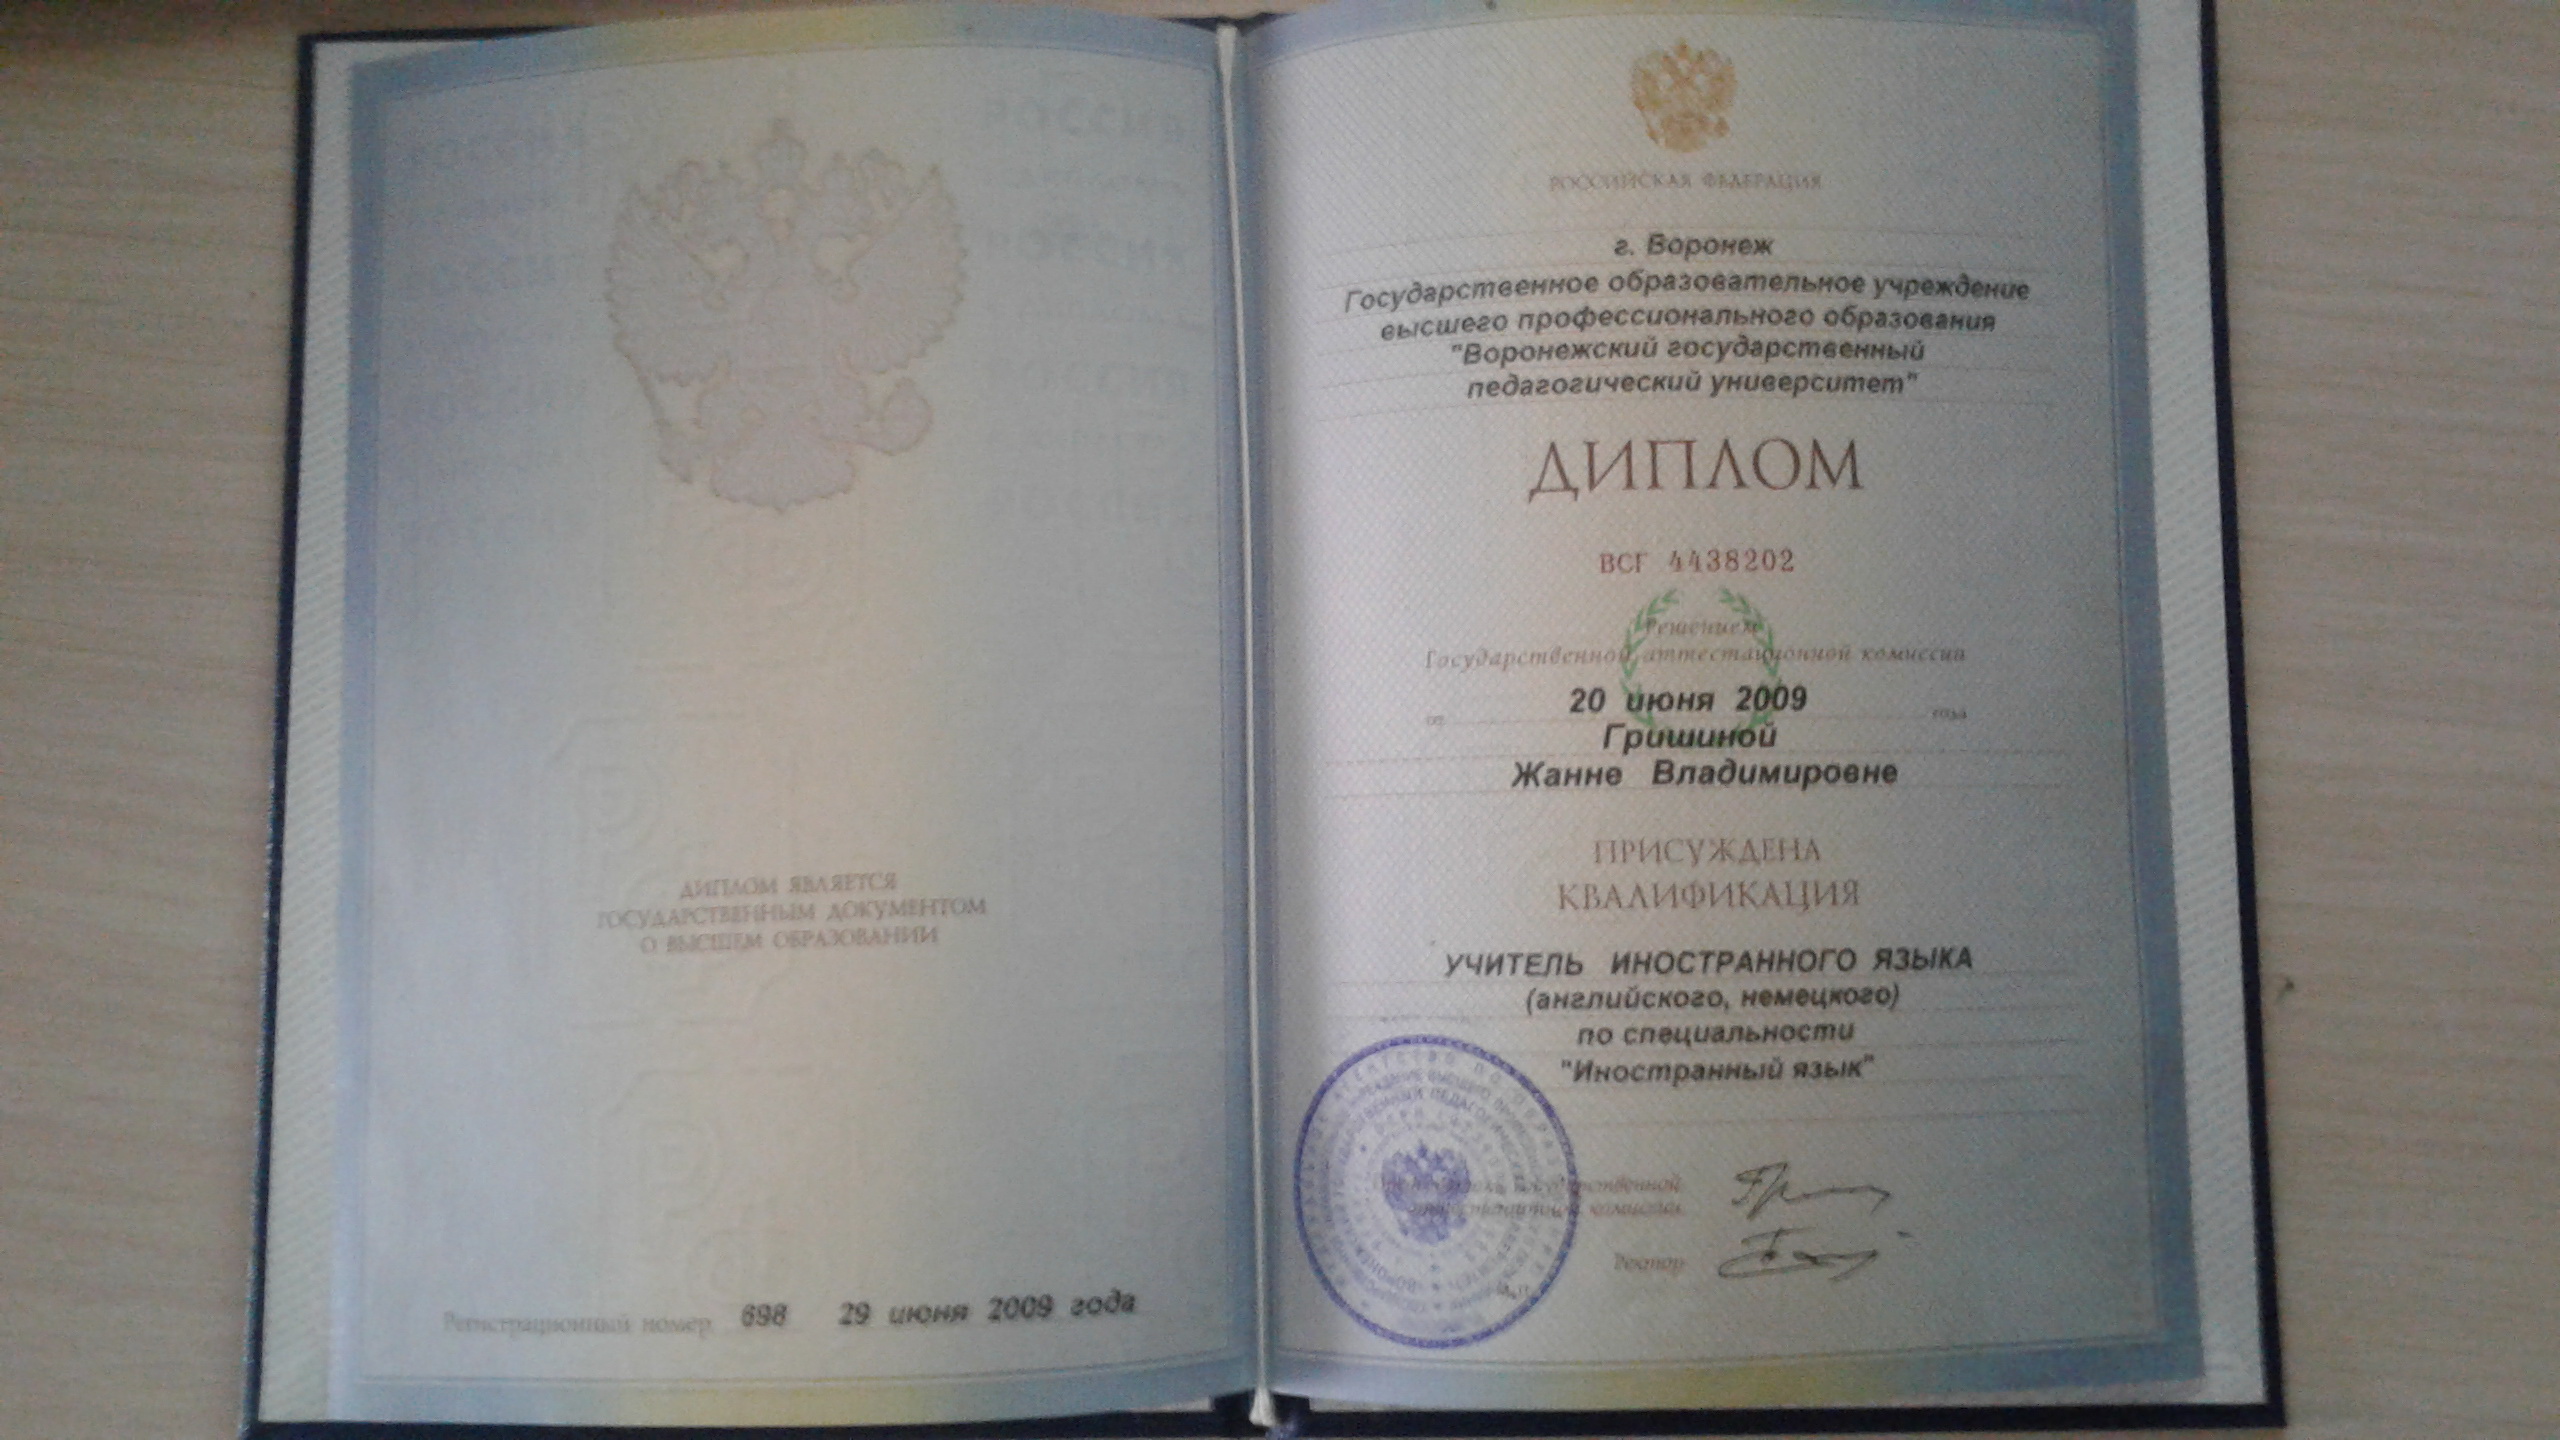 ДИПЛОМ ЯВЛЯЕТСЯ
ГОСУДАРСТВЕННЫМ ДОКУМЕНТОМ
О ВЫСШЕМ ОБРАЗОВАНИИ
Регистрационный номер 698 29 июня 2009 года
РОССИЙСКАЯ ФЕДЕРАЦИЯ
г. Воронеж
Государственное образовательное учреждение
высшего профессионального образования
"Воронежский государственный
педагогический университет"
ДИПЛОМ
ВСГ 4438202
Решением
Государственной аттестационной комиссии
от 20 июня 2009 года
Гришиной
Жанне Владимировне
ПРИСУЖДЕНА
КВАЛИФИКАЦИЯ
УЧИТЕЛЬ ИНОСТРАННОГО ЯЗЫКА
(английского, немецкого)
по специальности
"Иностранный язык"
Председатель Государственной
аттестационной комиссии
Ректор